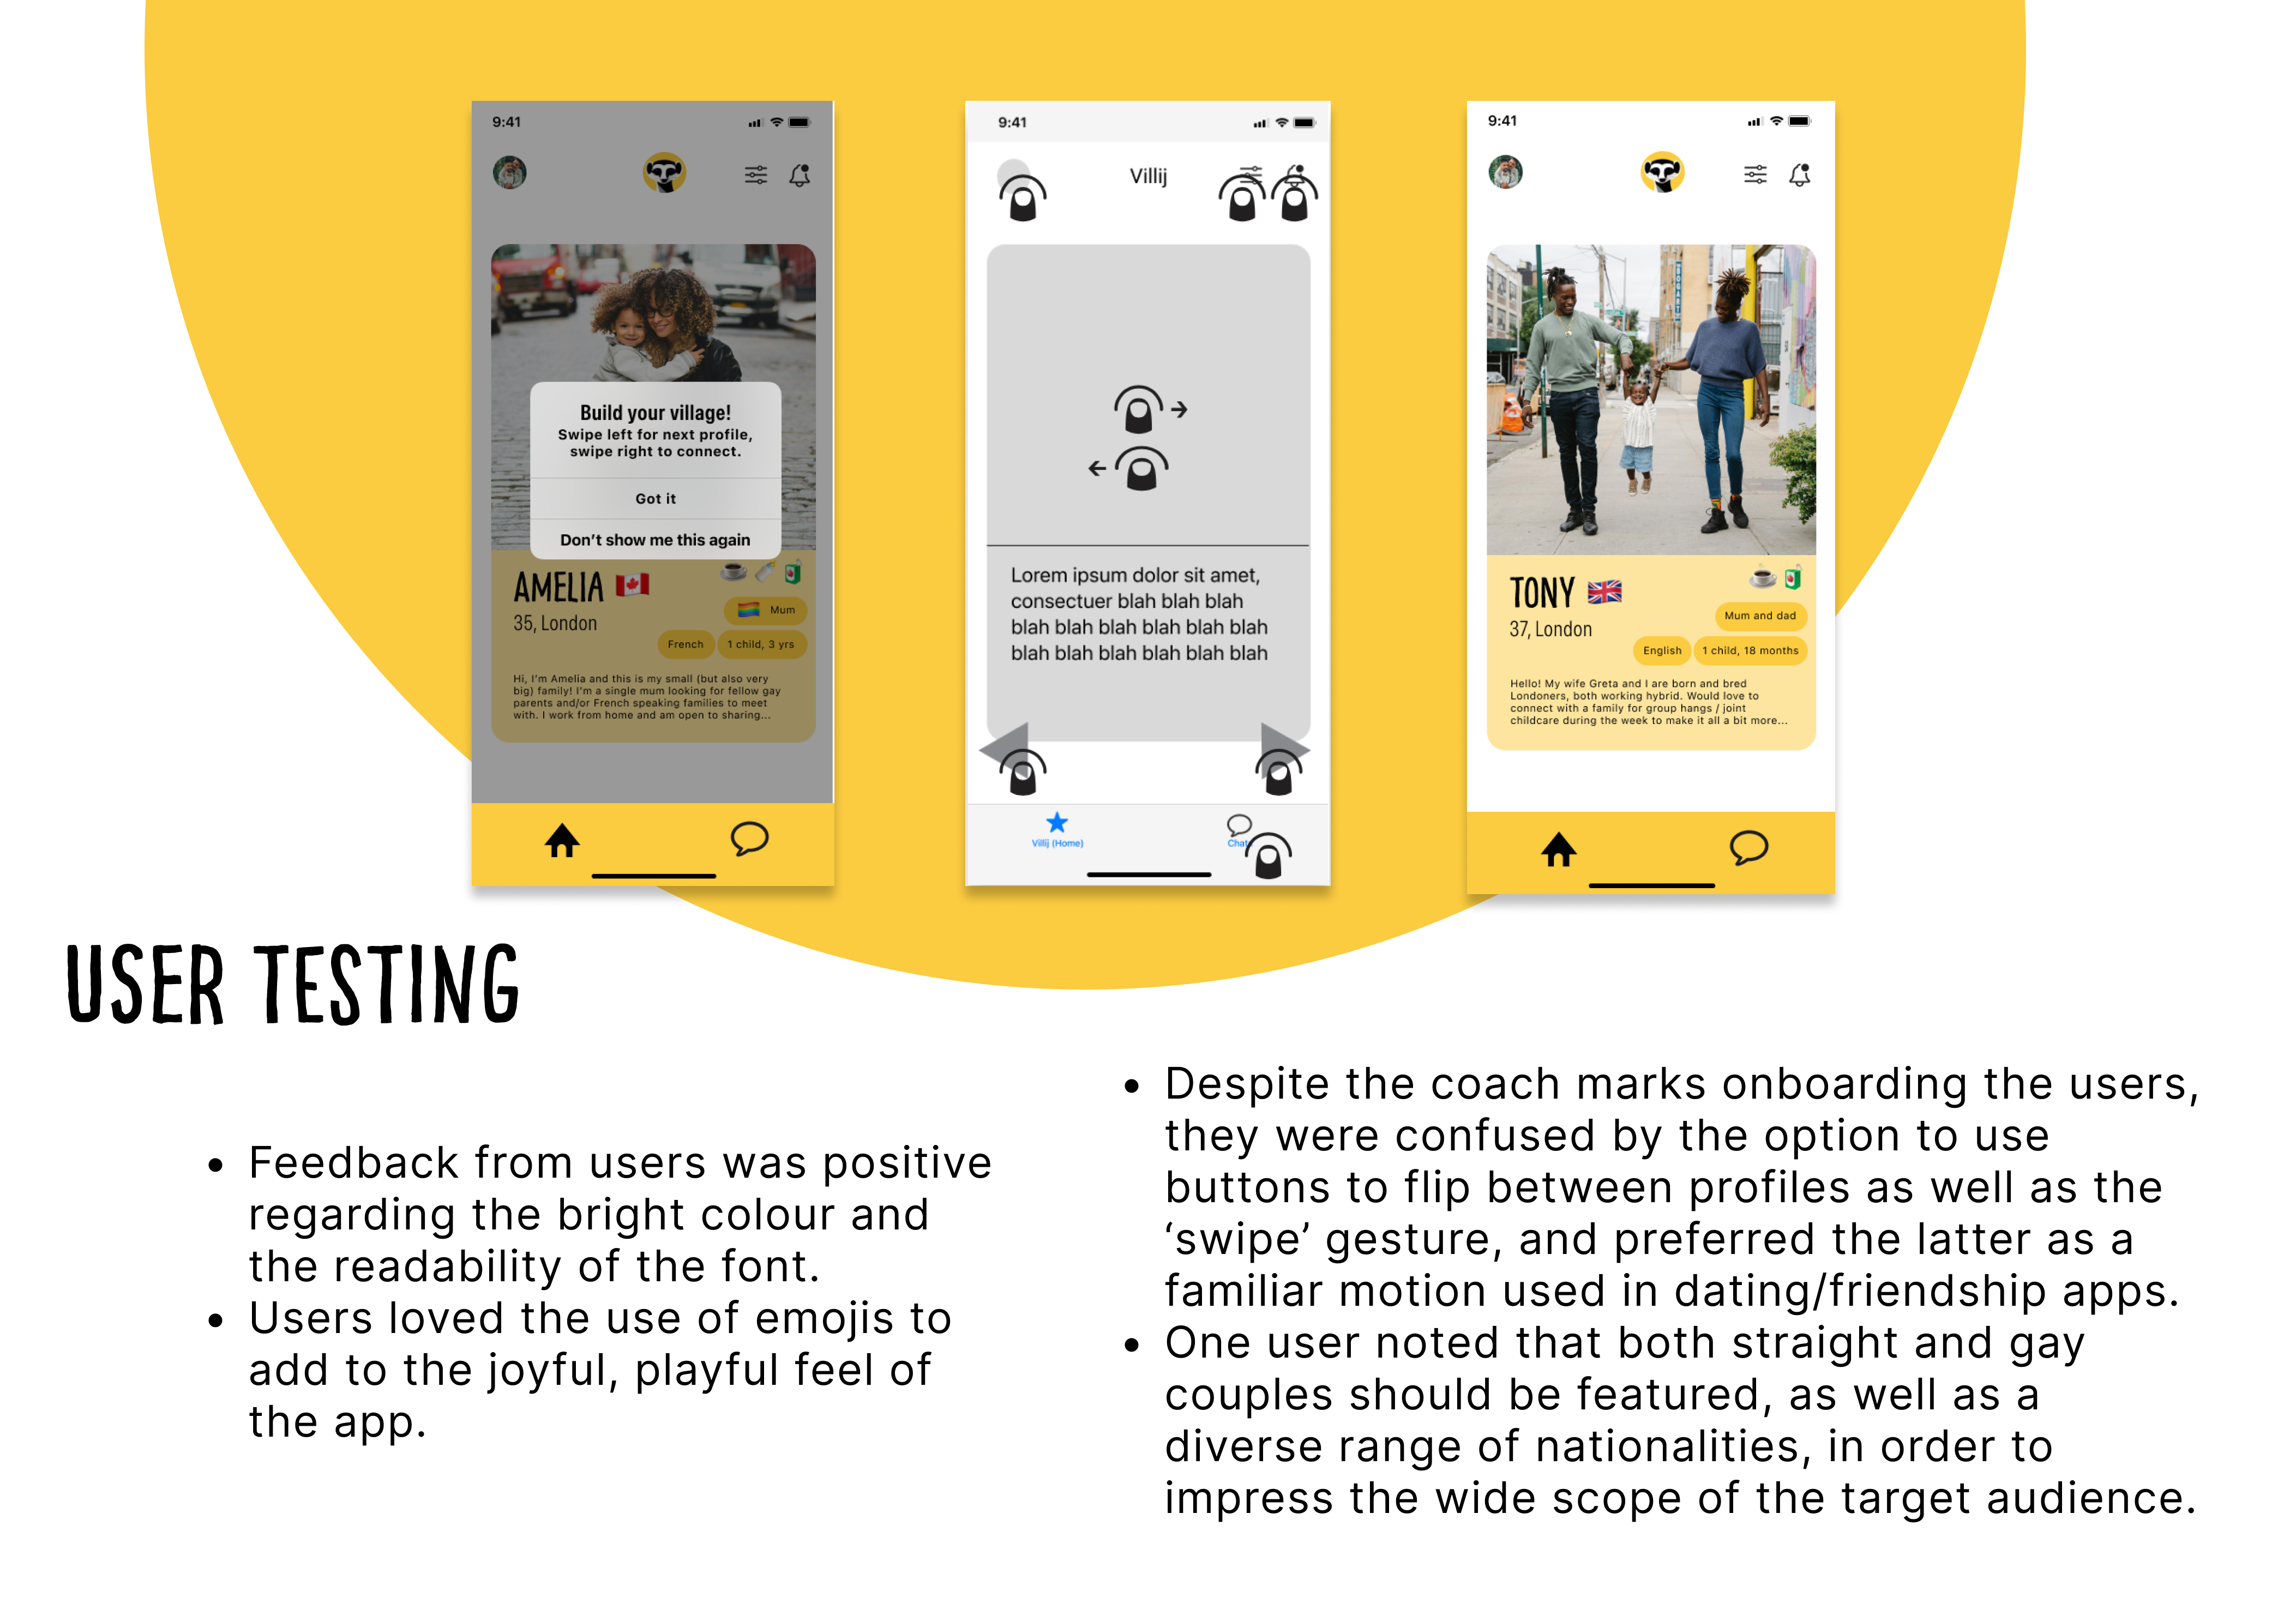 9:41
Build your village!
Swipe left for next profile,
swipe right to connect.
Got it
Don't show me this again
AMELIA
35, London
Mum
French
1 child, 3 yrs
Hi, I'm Amelia and this is my small (but also very
big) family! I'm a single mum looking for fellow gay
parents and/or French speaking families to meet
with. I work from home and am open to sharing...
9:41
Villij
Lorem ipsum dolor sit amet,
consectuer blah blah blah
blah blah blah blah blah blah
blah blah blah blah blah blah
Villij (Home)
Chat
9:41
TONY
37, London
Mum and dad
English
1 child, 18 months
Hello! My wife Greta and I are born and bred
Londoners, both working hybrid. Would love to
connect with a family for group hangs / joint
childcare during the week to make it all a bit more...
USER TESTING
• Feedback from users was positive
regarding the bright colour and
the readability of the font.
• Users loved the use of emojis to
add to the joyful, playful feel of
the app.
• Despite the coach marks onboarding the users,
they were confused by the option to use
buttons to flip between profiles as well as the
‘swipe’ gesture, and preferred the latter as a
familiar motion used in dating/friendship apps.
• One user noted that both straight and gay
couples should be featured, as well as a
diverse range of nationalities, in order to
impress the wide scope of the target audience.